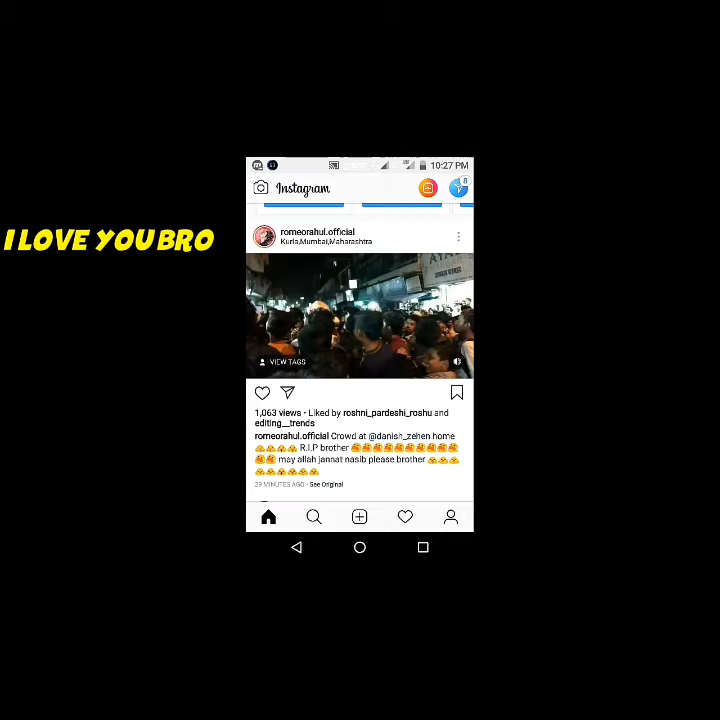 10:27 PM
Instagram
8
romeorahul.official
Kurla,Mumbai,Maharashtra
I LOVE YOU BRO
VIEW TAGS
1,063 views • Liked by roshni_pardeshi_roshu and
editing__trends
romeorahul.official Crowd at @danish_zehen home
🙏🙏🙏🙏 R.I.P brother 🥰🥰🥰🥰🥰🥰🥰🥰🥰🥰
🥰🥰 may allah jannat nasib please brother 🙏🙏🙏
🙏🙏🙏🙏🙏🙏
29 MINUTES AGO • See Original